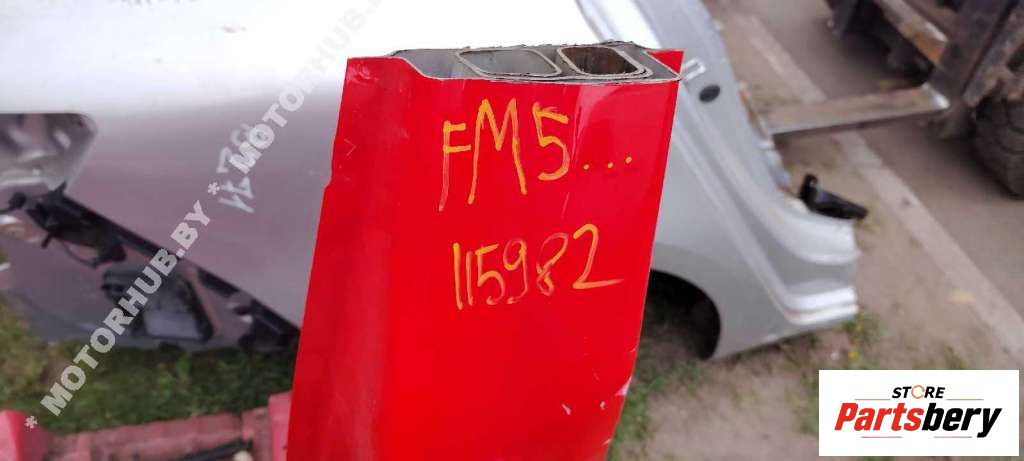 FM5...
115982
* MOTORHUB.BY * MOTORHUB.BY
STORE
Partsbery